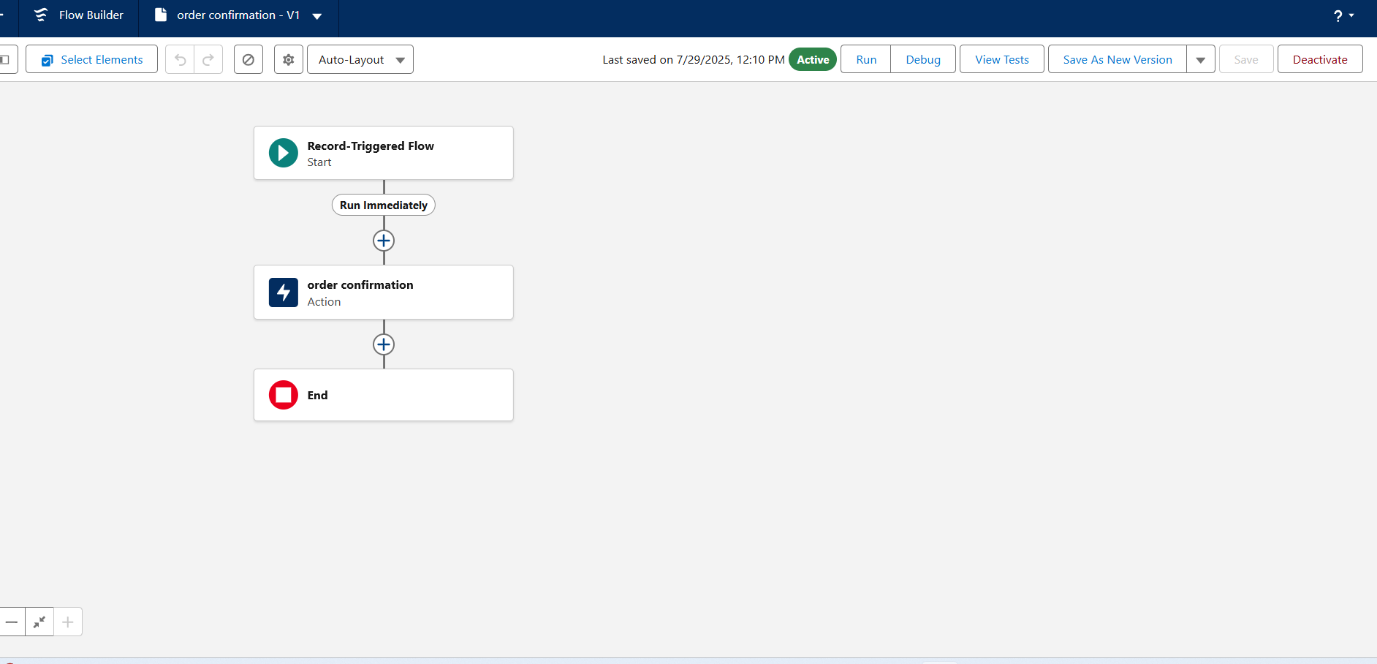 Flow Builder
order confirmation - V1
?
Select Elements
Auto-Layout
Last saved on 7/29/2025, 12:10 PM
Active
Run
Debug
View Tests
Save As New Version
Save
Deactivate
Record-Triggered Flow
Start
Run Immediately
order confirmation
Action
End